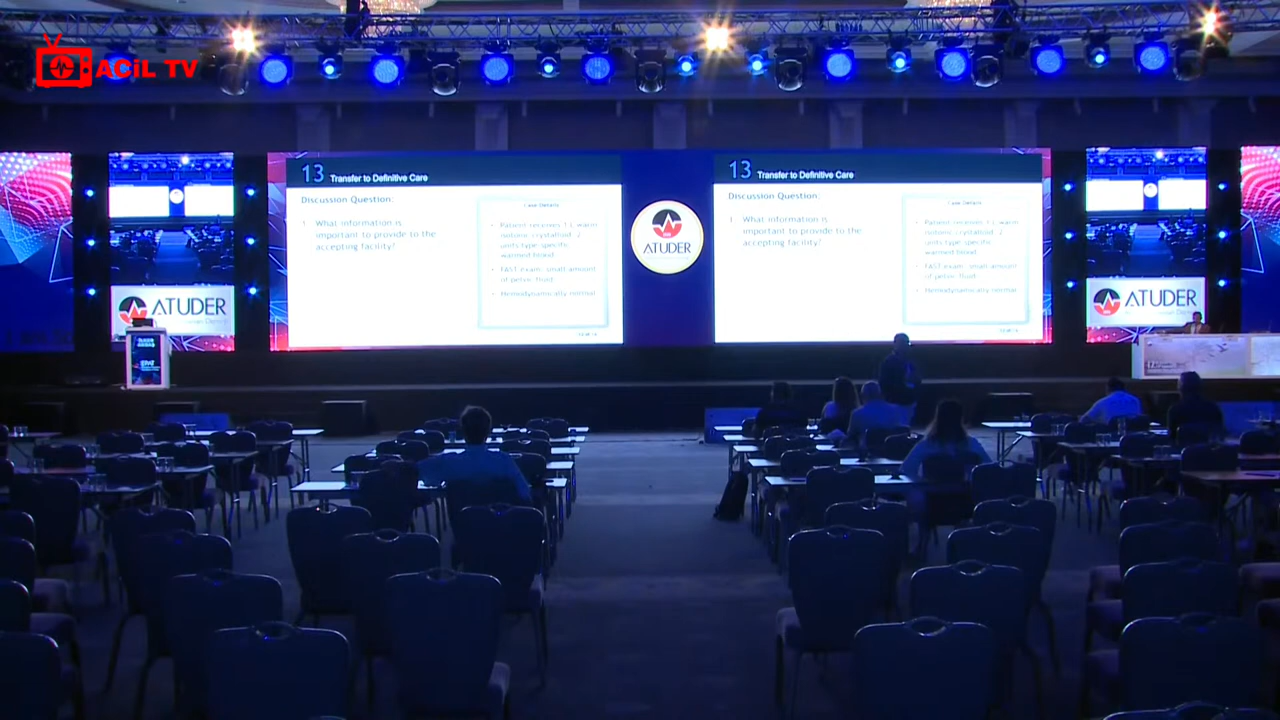 ACİL TV
13 Transfer to Definitive Care
Discussion Question:
1. What information is
important to provide to the
accepting facility?
Case Details
• Patient receives 1 L warm
isotonic crystalloid, 2
units type-specific
warmed blood
• FAST exam: small amount
of pelvic fluid
• Hemodynamically normal
ATUDER
13 Transfer to Definitive Care
Discussion Question:
1. What information is
important to provide to the
accepting facility?
Case Details
• Patient receives 1 L warm
isotonic crystalloid, 2
units type-specific
warmed blood
• FAST exam: small amount
of pelvic fluid
• Hemodynamically normal
ATUDER
ATUDER